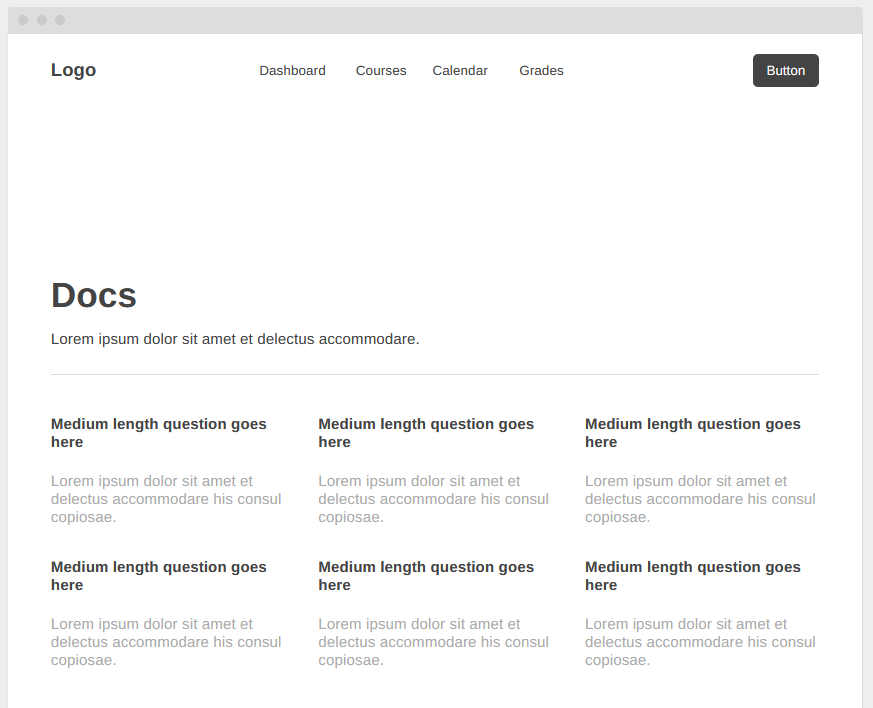 Logo
Dashboard Courses Calendar Grades
Button
Docs
Lorem ipsum dolor sit amet et delectus accommodare.
Medium length question goes
here
Lorem ipsum dolor sit amet et
delectus accommodare his consul
copiosae.
Medium length question goes
here
Lorem ipsum dolor sit amet et
delectus accommodare his consul
copiosae.
Medium length question goes
here
Lorem ipsum dolor sit amet et
delectus accommodare his consul
copiosae.
Medium length question goes
here
Lorem ipsum dolor sit amet et
delectus accommodare his consul
copiosae.
Medium length question goes
here
Lorem ipsum dolor sit amet et
delectus accommodare his consul
copiosae.
Medium length question goes
here
Lorem ipsum dolor sit amet et
delectus accommodare his consul
copiosae.